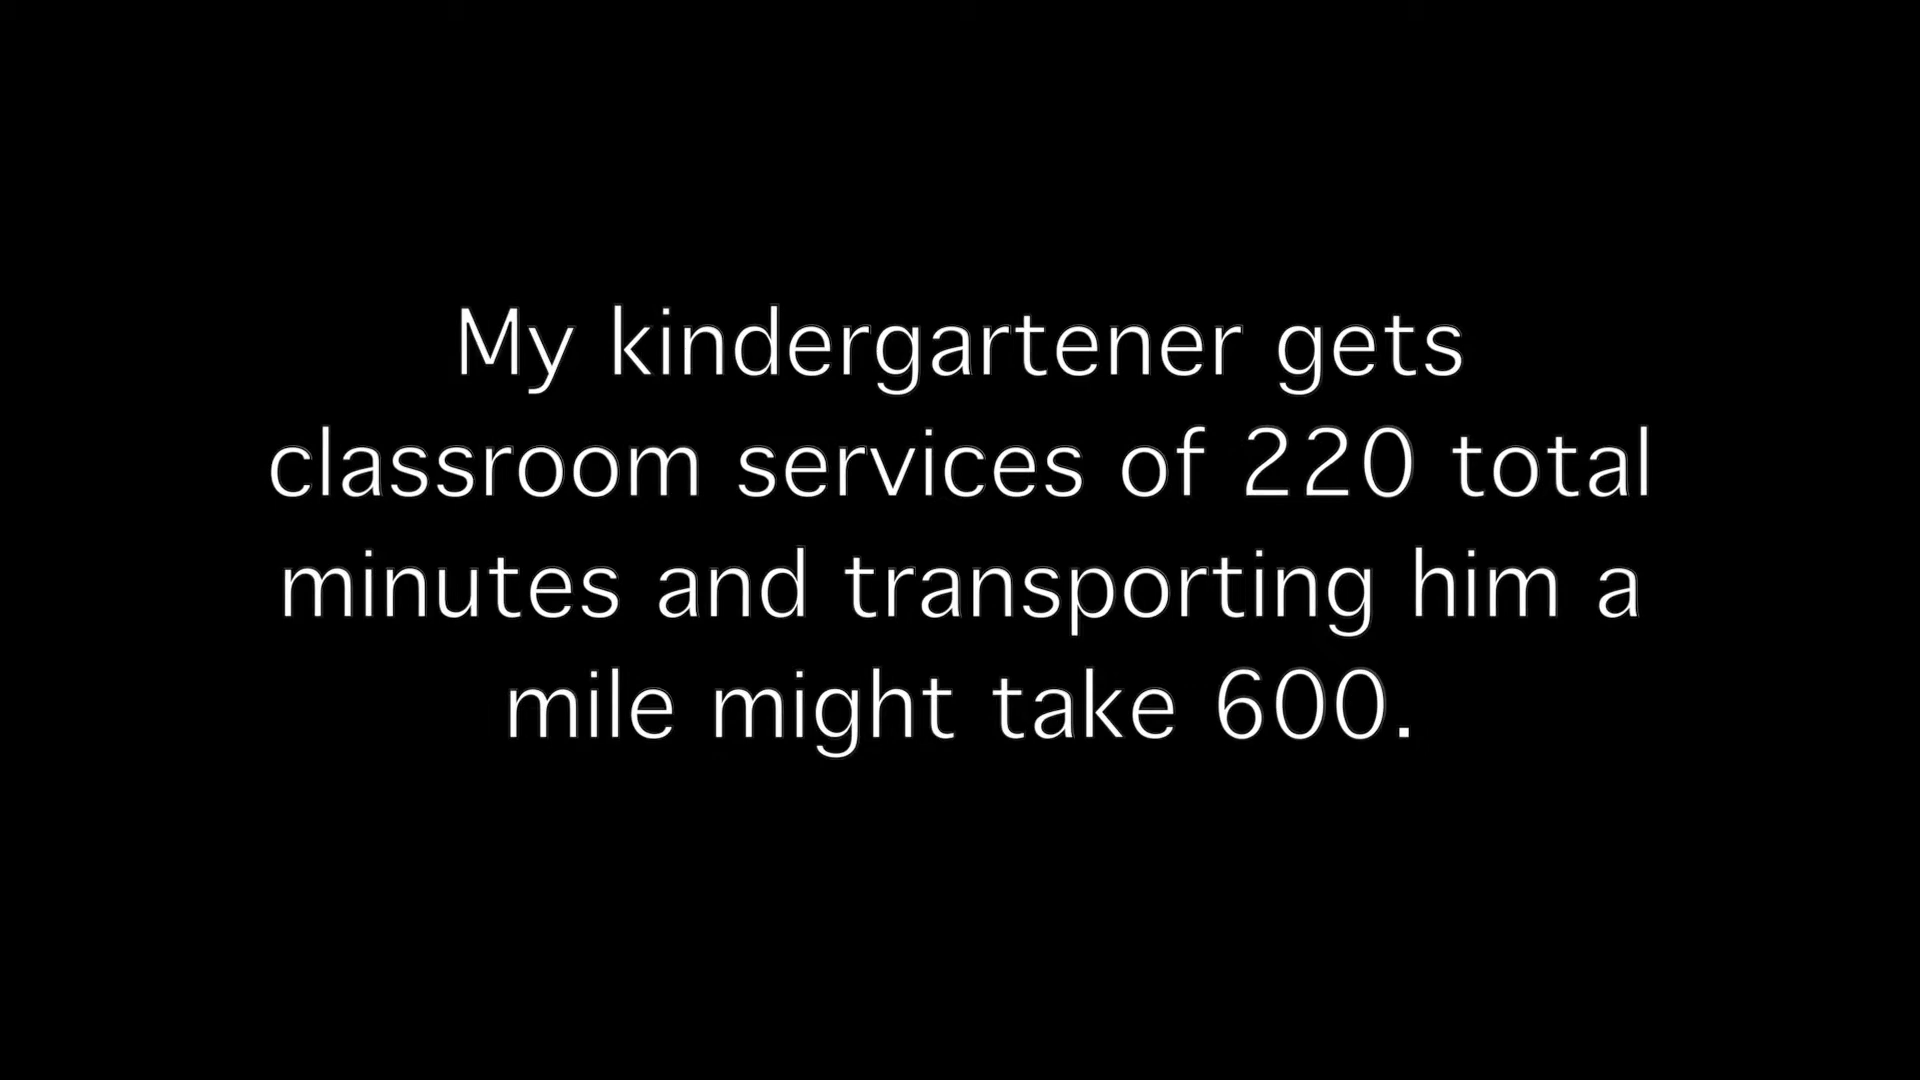 My kindergartener gets
classroom services of 220 total
minutes and transporting him a
mile might take 600.